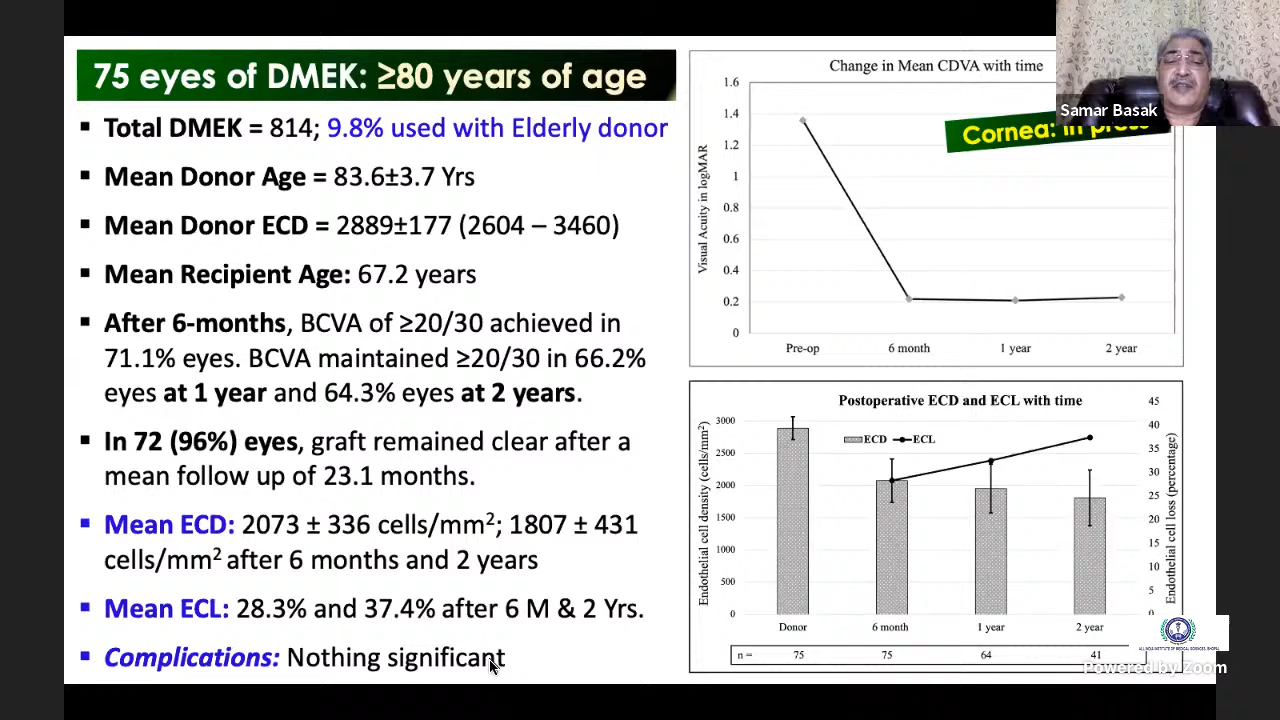 75 eyes of DMEK: ≥80 years of age
▪ Total DMEK = 814; 9.8% used with Elderly donor
▪ Mean Donor Age = 83.6±3.7 Yrs
▪ Mean Donor ECD = 2889±177 (2604 – 3460)
▪ Mean Recipient Age: 67.2 years
▪ After 6-months, BCVA of ≥20/30 achieved in
71.1% eyes. BCVA maintained ≥20/30 in 66.2%
eyes at 1 year and 64.3% eyes at 2 years.
▪ In 72 (96%) eyes, graft remained clear after a
mean follow up of 23.1 months.
▪ Mean ECD: 2073 ± 336 cells/mm²; 1807 ± 431
cells/mm² after 6 months and 2 years
▪ Mean ECL: 28.3% and 37.4% after 6 M & 2 Yrs.
▪ Complications: Nothing significant
Change in Mean CDVA with time
Samar Basak
Cornea: In press
Visual Acuity in logMAR
1.6
1.4
1.2
1
0.8
0.6
0.4
0.2
0
Pre-op 6 month 1 year 2 year
Postoperative ECD and ECL with time
ECD ECL
Endothelial cell density (cells/mm²)
3000
2500
2000
1500
1000
500
0
45
40
35
30
25
20
15
10
5
0
Endothelial cell loss (percentage)
Donor 6 month 1 year 2 year
n = 75 75 64 41
ALL INDIA INSTITUTE OF MEDICAL SCIENCES, BHOPAL
Powered by Zoom